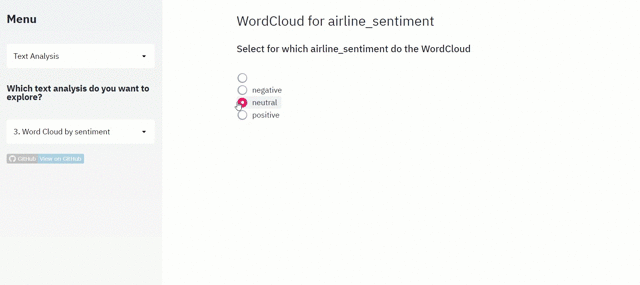 Menu
Text Analysis
Which text analysis do you want to
explore?
3. Word Cloud by sentiment
GitHub View on GitHub
WordCloud for airline_sentiment
Select for which airline_sentiment do the WordCloud
negative
neutral
positive